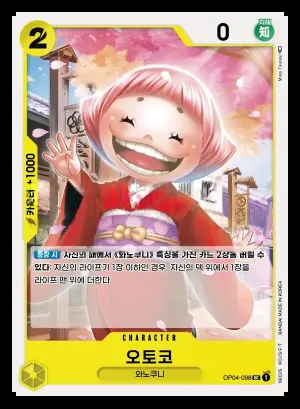 2
0
지혜
知
카운터 +1000
등장 시 자신의 패에서 《와노쿠니》 특징을 가진 카드 2장을 버릴 수
있다: 자신의 라이프가 1장 이하인 경우, 자신의 덱 위에서 1장을
라이프 맨 위에 더한다.
CHARACTER
오토코
와노쿠니
OP04-098 UC 1